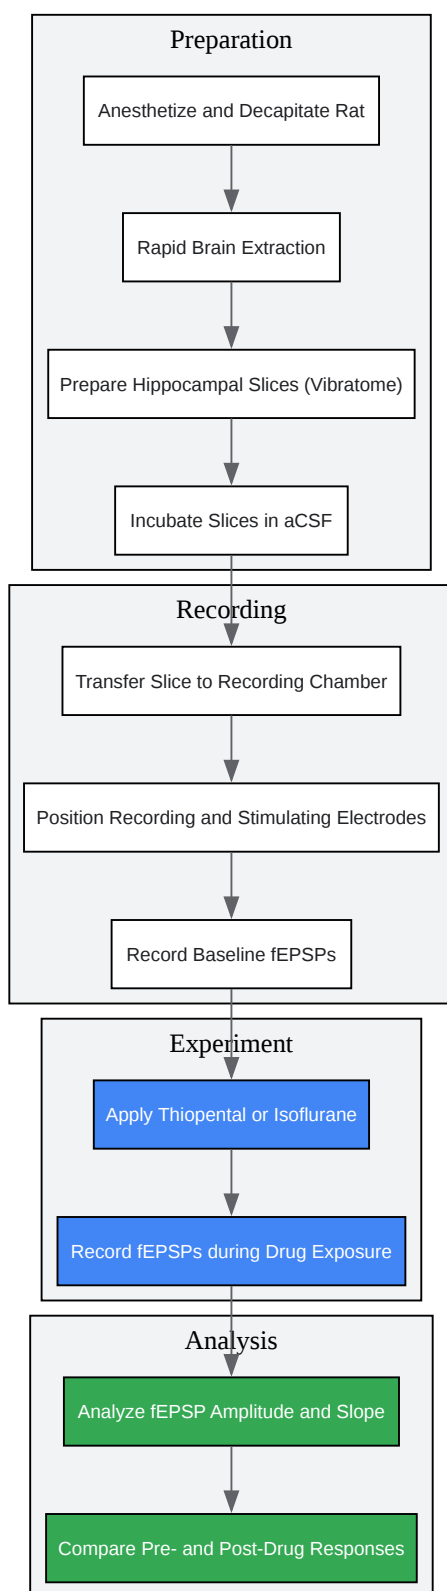 Preparation
Anesthetize and Decapitate Rat
Rapid Brain Extraction
Prepare Hippocampal Slices (Vibratome)
Incubate Slices in aCSF
Recording
Transfer Slice to Recording Chamber
Position Recording and Stimulating Electrodes
Record Baseline fEPSPs
Experiment
Apply Thiopental or Isoflurane
Record fEPSPs during Drug Exposure
Analysis
Analyze fEPSP Amplitude and Slope
Compare Pre- and Post-Drug Responses